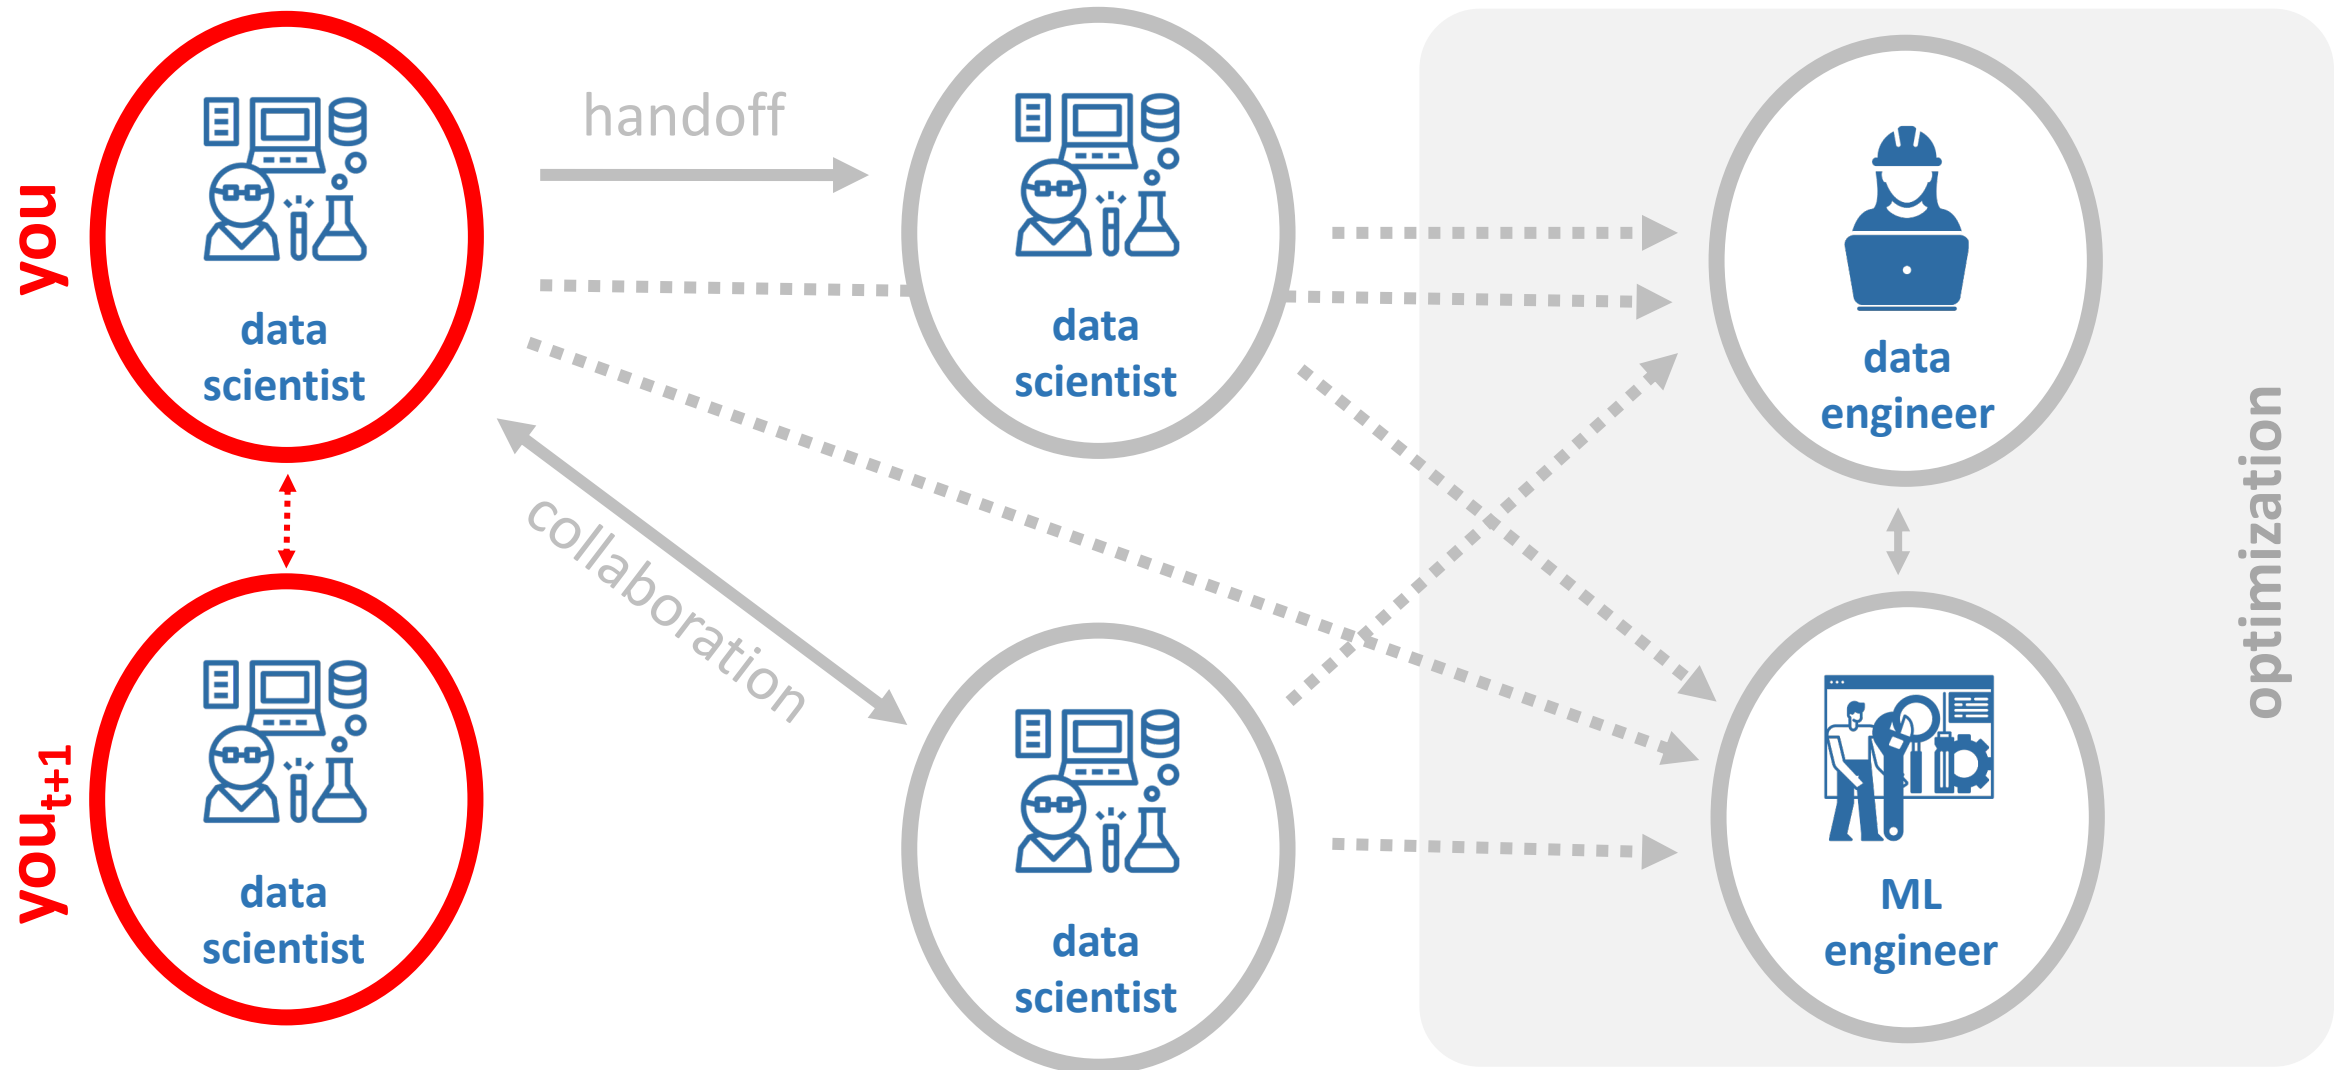 you
data
scientist
handoff
data
scientist
data
engineer
optimization
collaboration
you t+1
data
scientist
data
scientist
ML
engineer